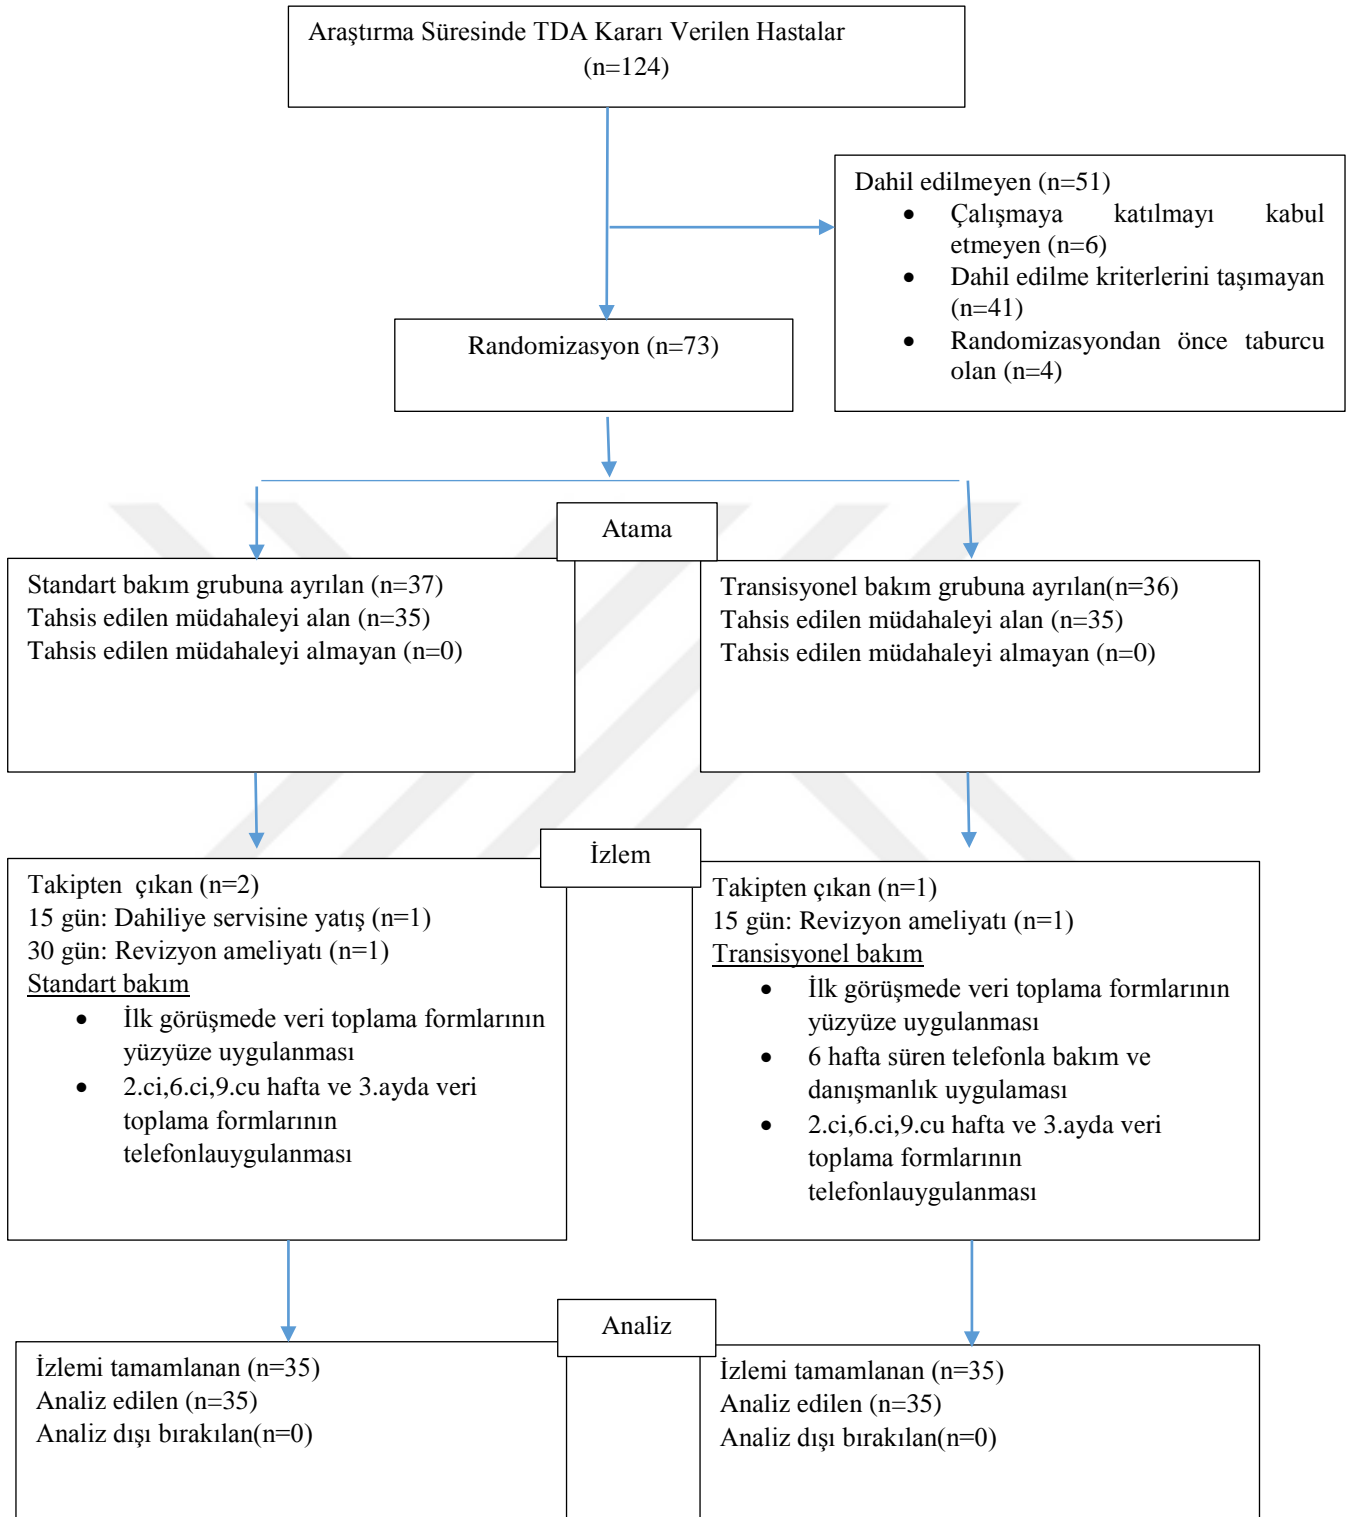 Araştırma Süresinde TDA Kararı Verilen Hastalar
(n=124)
Dahil edilmeyen (n=51)
• Çalışmaya katılmayı kabul
etmeyen (n=6)
• Dahil edilme kriterlerini taşımayan
(n=41)
• Randomizasyondan önce taburcu
olan (n=4)
Randomizasyon (n=73)
Atama
Standart bakım grubuna ayrılan (n=37)
Tahsis edilen müdahaleyi alan (n=35)
Tahsis edilen müdahaleyi almayan (n=0)
Transisyonel bakım grubuna ayrılan(n=36)
Tahsis edilen müdahaleyi alan (n=35)
Tahsis edilen müdahaleyi almayan (n=0)
İzlem
Takipten çıkan (n=2)
15 gün: Dahiliye servisine yatış (n=1)
30 gün: Revizyon ameliyatı (n=1)
Standart bakım
• İlk görüşmede veri toplama formlarının
yüzyüze uygulanması
• 2.ci,6.ci,9.cu hafta ve 3.ayda veri
toplama formlarının
telefonlauygulanması
Takipten çıkan (n=1)
15 gün: Revizyon ameliyatı (n=1)
Transisyonel bakım
• İlk görüşmede veri toplama formlarının
yüzyüze uygulanması
• 6 hafta süren telefonla bakım ve
danışmanlık uygulaması
• 2.ci,6.ci,9.cu hafta ve 3.ayda veri
toplama formlarının
telefonlauygulanması
Analiz
İzlemi tamamlanan (n=35)
Analiz edilen (n=35)
Analiz dışı bırakılan(n=0)
İzlemi tamamlanan (n=35)
Analiz edilen (n=35)
Analiz dışı bırakılan(n=0)